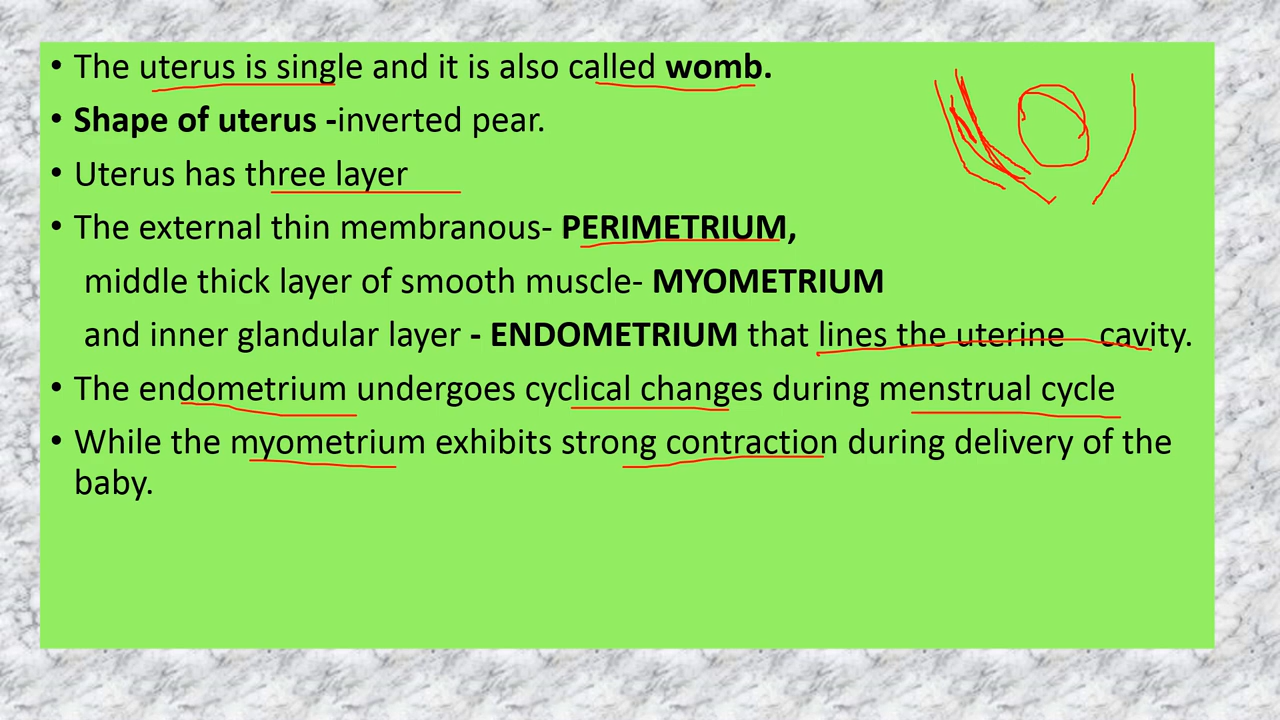 • The uterus is single and it is also called womb.
• Shape of uterus -inverted pear.
• Uterus has three layer
• The external thin membranous- PERIMETRIUM,
middle thick layer of smooth muscle- MYOMETRIUM
and inner glandular layer - ENDOMETRIUM that lines the uterine cavity.
• The endometrium undergoes cyclical changes during menstrual cycle
• While the myometrium exhibits strong contraction during delivery of the
baby.